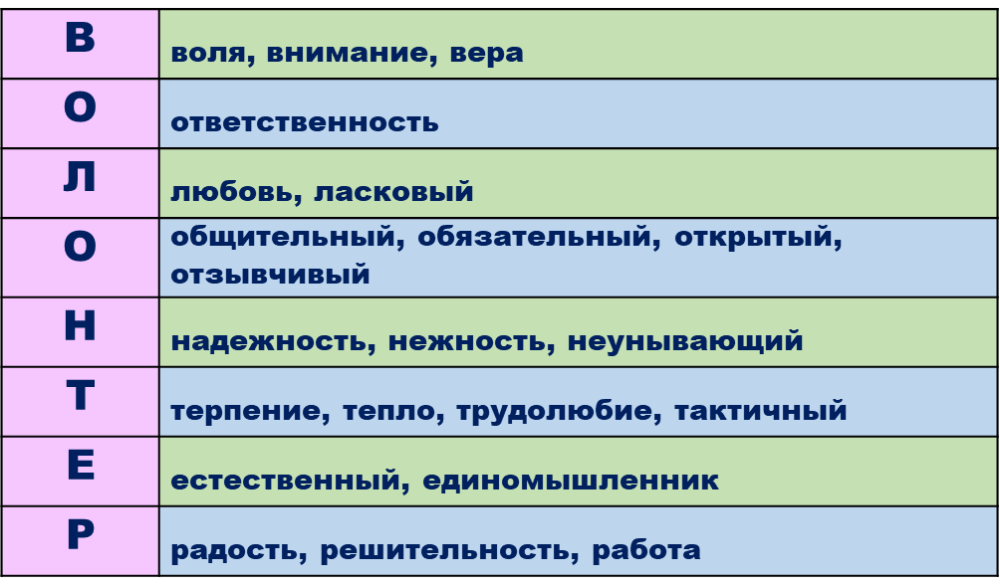 В
воля, внимание, вера
О
ответственность
Л
любовь, ласковый
О
общительный, обязательный, открытый,
отзывчивый
Н
надежность, нежность, неунывающий
Т
терпение, тепло, трудолюбие, тактичный
Е
естественный, единомышленник
Р
радость, решительность, работа